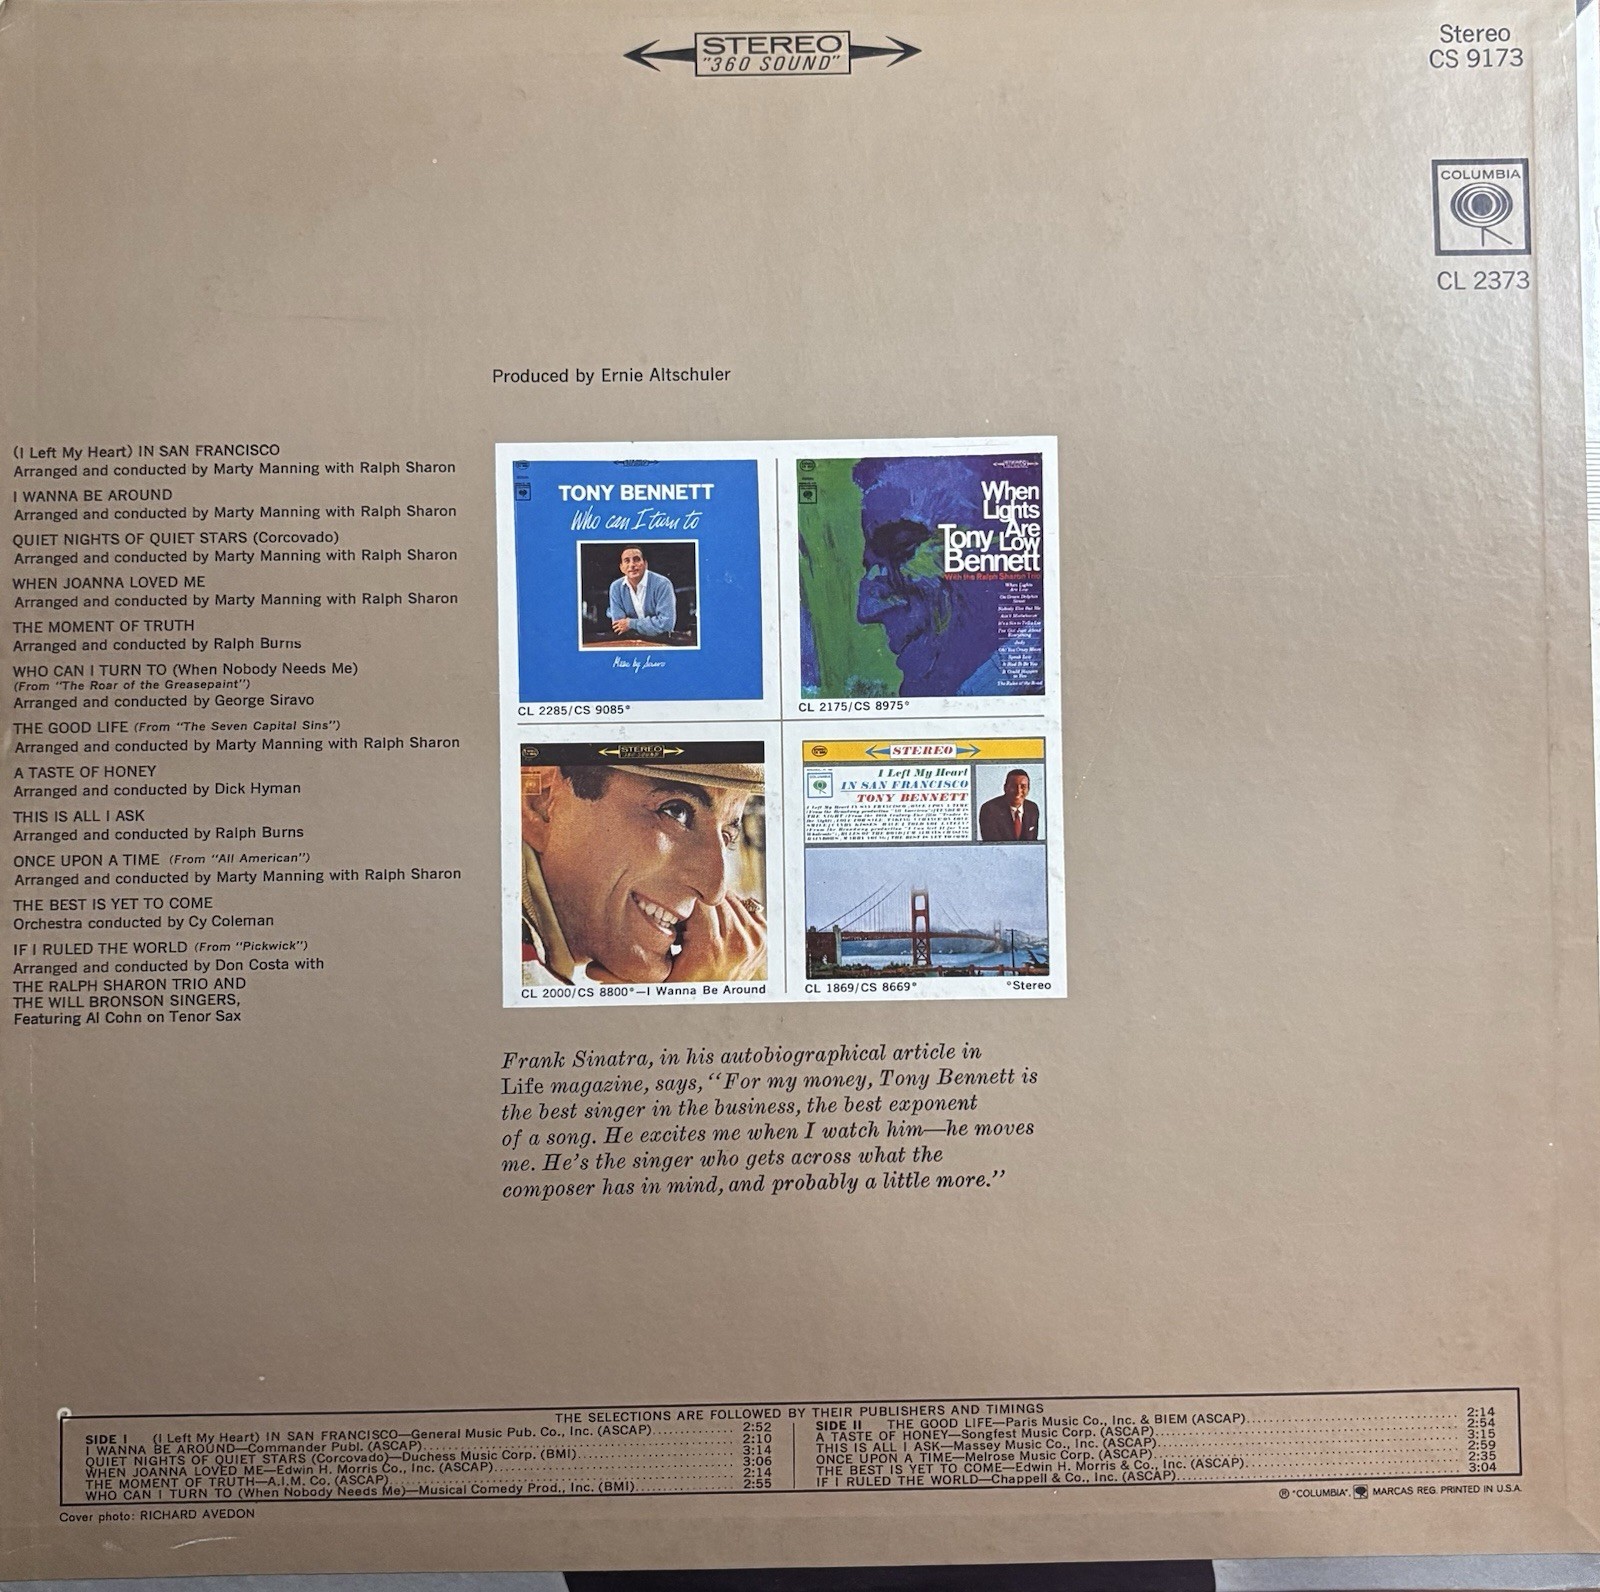 STEREO
"360 SOUND"
Stereo
CS 9173
COLUMBIA
CL 2373
Produced by Ernie Altschuler
(I Left My Heart) IN SAN FRANCISCO
Arranged and conducted by Marty Manning with Ralph Sharon
I WANNA BE AROUND
Arranged and conducted by Marty Manning with Ralph Sharon
QUIET NIGHTS OF QUIET STARS (Corcovado)
Arranged and conducted by Marty Manning with Ralph Sharon
WHEN JOANNA LOVED ME
Arranged and conducted by Marty Manning with Ralph Sharon
THE MOMENT OF TRUTH
Arranged and conducted by Ralph Burns
WHO CAN I TURN TO (When Nobody Needs Me)
(From "The Roar of the Greasepaint")
Arranged and conducted by George Siravo
THE GOOD LIFE (From "The Seven Capital Sins")
Arranged and conducted by Marty Manning with Ralph Sharon
A TASTE OF HONEY
Arranged and conducted by Dick Hyman
THIS IS ALL I ASK
Arranged and conducted by Ralph Burns
ONCE UPON A TIME (From "All American")
Arranged and conducted by Marty Manning with Ralph Sharon
THE BEST IS YET TO COME
Orchestra conducted by Cy Coleman
IF I RULED THE WORLD (From "Pickwick")
Arranged and conducted by Don Costa with
THE RALPH SHARON TRIO AND
THE WILL BRONSON SINGERS,
Featuring Al Cohn on Tenor Sax
TONY BENNETT
Who can I turn to
CL 2285/CS 9085*
When
Lights
Are
Tony Low
Bennett
With the Ralph Sharon Trio
CL 2175/CS 8975*
STEREO
"360 SOUND"
CL 2000/CS 8800*—I Wanna Be Around
STEREO
COLUMBIA
I Left My Heart
IN SAN FRANCISCO
TONY BENNETT
CL 1869/CS 8669*
*Stereo
Frank Sinatra, in his autobiographical article in
Life magazine, says, "For my money, Tony Bennett is
the best singer in the business, the best exponent
of a song. He excites me when I watch him—he moves
me. He's the singer who gets across what the
composer has in mind, and probably a little more."
THE SELECTIONS ARE FOLLOWED BY THEIR PUBLISHERS AND TIMINGS
SIDE I (I Left My Heart) IN SAN FRANCISCO—General Music Pub. Co., Inc. (ASCAP) 2:52
I WANNA BE AROUND—Commander Publ. (ASCAP) 2:10
QUIET NIGHTS OF QUIET STARS (Corcovado)—Duchess Music Corp. (BMI) 3:14
WHEN JOANNA LOVED ME—Edwin H. Morris Co., Inc. (ASCAP) 3:06
THE MOMENT OF TRUTH—A.I.M. Co. (ASCAP) 2:14
WHO CAN I TURN TO (When Nobody Needs Me)—Musical Comedy Prod., Inc. (BMI) 2:55
SIDE II THE GOOD LIFE—Paris Music Co., Inc. & BIEM (ASCAP) 2:14
A TASTE OF HONEY—Songfest Music Corp. (ASCAP) 2:54
THIS IS ALL I ASK—Massey Music Co., Inc. (ASCAP) 3:15
ONCE UPON A TIME—Melrose Music Corp. (ASCAP) 2:59
THE BEST IS YET TO COME—Edwin H. Morris & Co., Inc. (ASCAP) 2:35
IF I RULED THE WORLD—Chappell & Co., Inc. (ASCAP) 3:04
® "COLUMBIA", MARCAS REG. PRINTED IN U.S.A.
Cover photo: RICHARD AVEDON